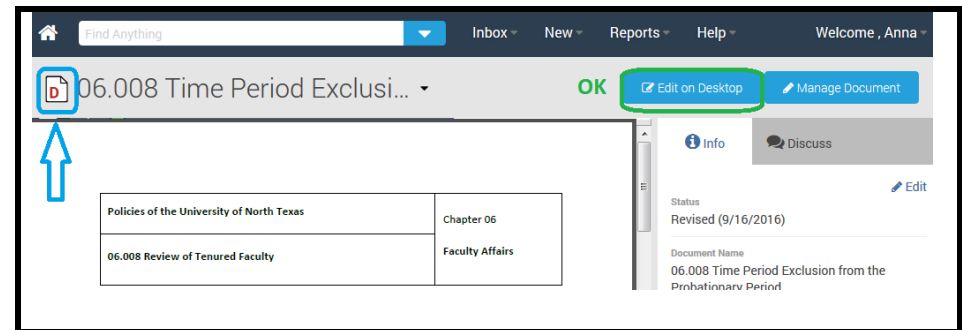 Find Anything Inbox New Reports Help Welcome , Anna
D 06.008 Time Period Exclusi... OK Edit on Desktop Manage Document
Info Discuss
Edit
Status
Revised (9/16/2016)
Document Name
06.008 Time Period Exclusion from the
Probationary Period
Policies of the University of North Texas
Chapter 06
Faculty Affairs
06.008 Review of Tenured Faculty